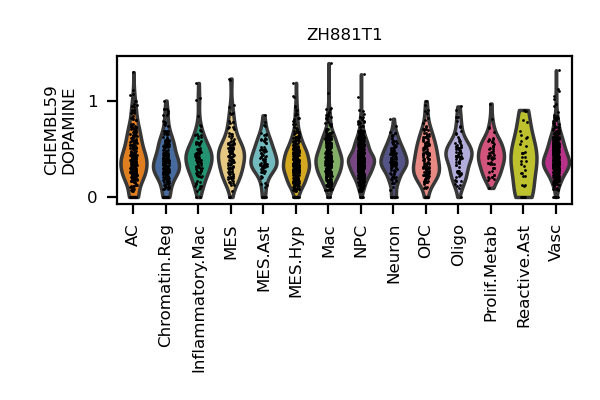 ZH881T1
CHEMBL59
DOPAMINE
1
0
AC
Chromatin.Reg
Inflammatory.Mac
MES
MES.Ast
MES.Hyp
Mac
NPC
Neuron
OPC
Oligo
Prolif.Metab
Reactive.Ast
Vasc